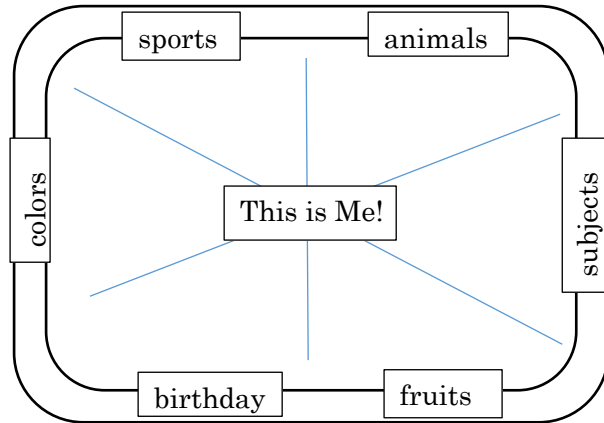 sports
animals
colors
This is Me!
subjects
birthday
fruits